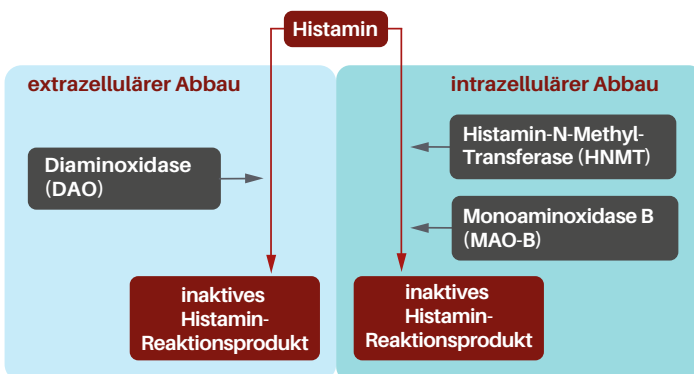 Histamin
extrazellulärer Abbau
intrazellulärer Abbau
Diaminoxidase
(DAO)
Histamin-N-Methyl-
Transferase (HNMT)
Monoaminoxidase B
(MAO-B)
inaktives
Histamin-
Reaktionsprodukt
inaktives
Histamin-
Reaktionsprodukt